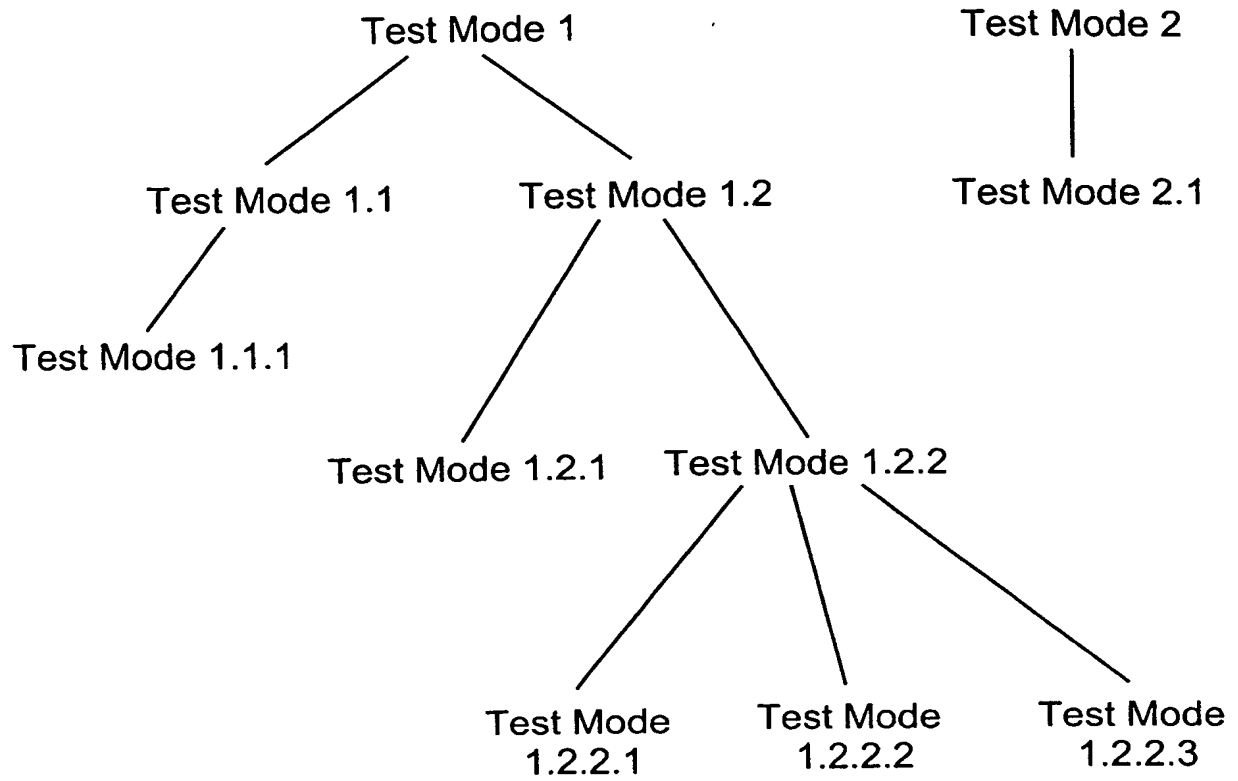 Test Mode 1
Test Mode 2
Test Mode 1.1
Test Mode 1.2
Test Mode 2.1
Test Mode 1.1.1
Test Mode 1.2.1
Test Mode 1.2.2
Test Mode
1.2.2.1
Test Mode
1.2.2.2
Test Mode
1.2.2.3